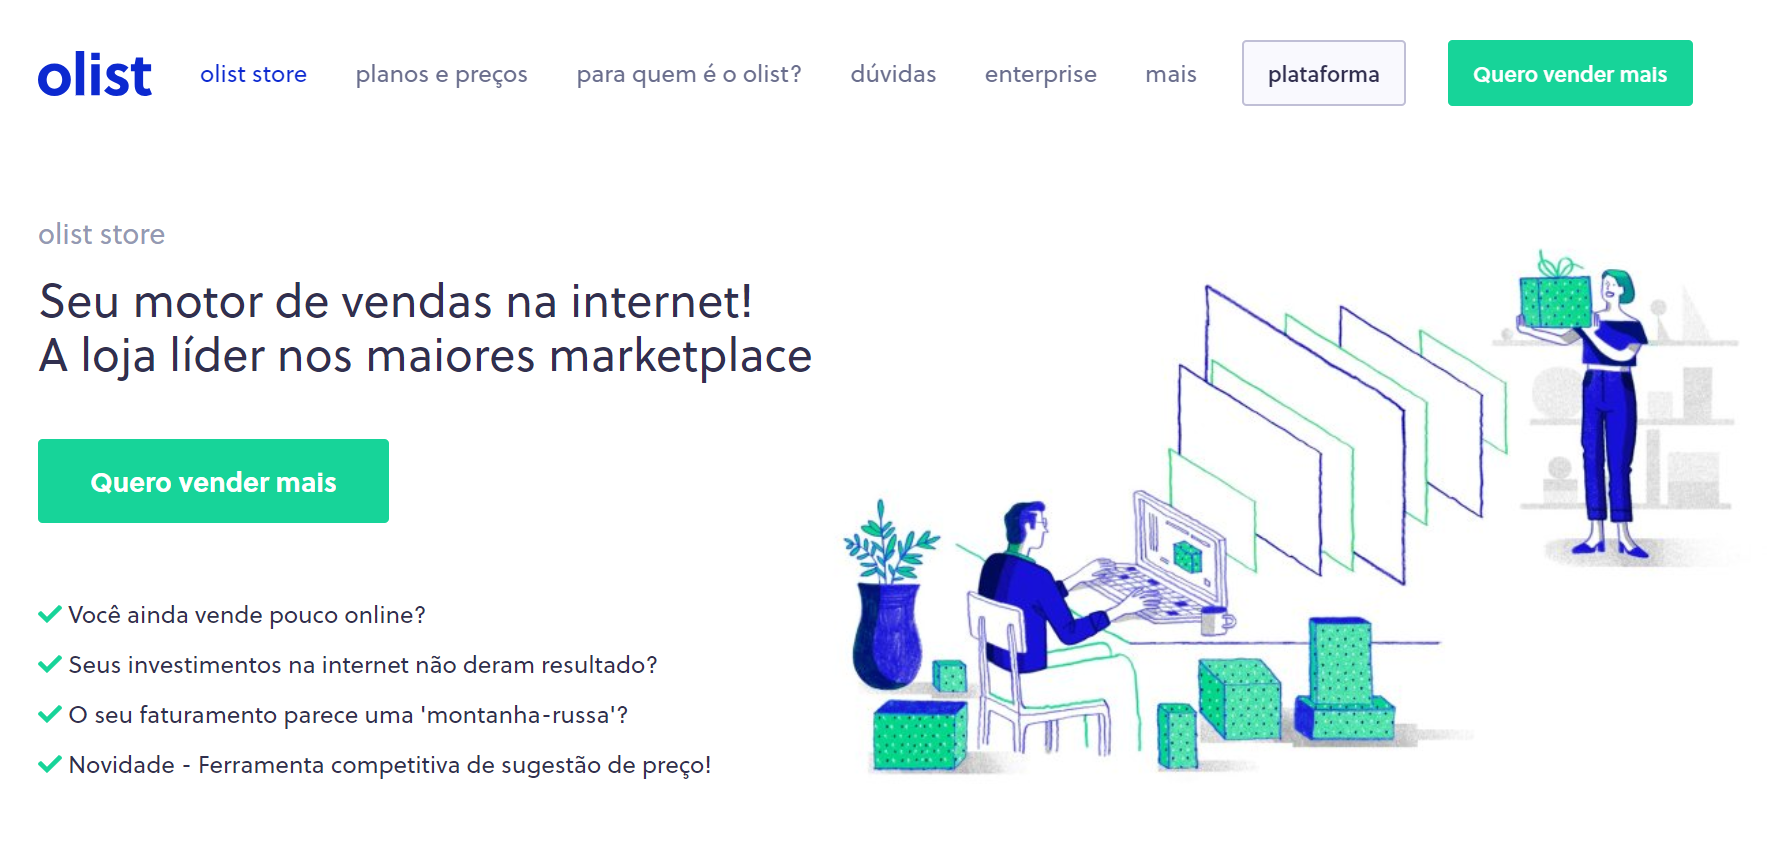 olist
olist store
planos e preços
para quem é o olist?
dúvidas
enterprise
mais
plataforma
Quero vender mais
olist store
Seu motor de vendas na internet!
A loja líder nos maiores marketplace
Quero vender mais
Você ainda vende pouco online?
Seus investimentos na internet não deram resultado?
O seu faturamento parece uma 'montanha-russa'?
Novidade - Ferramenta competitiva de sugestão de preço!